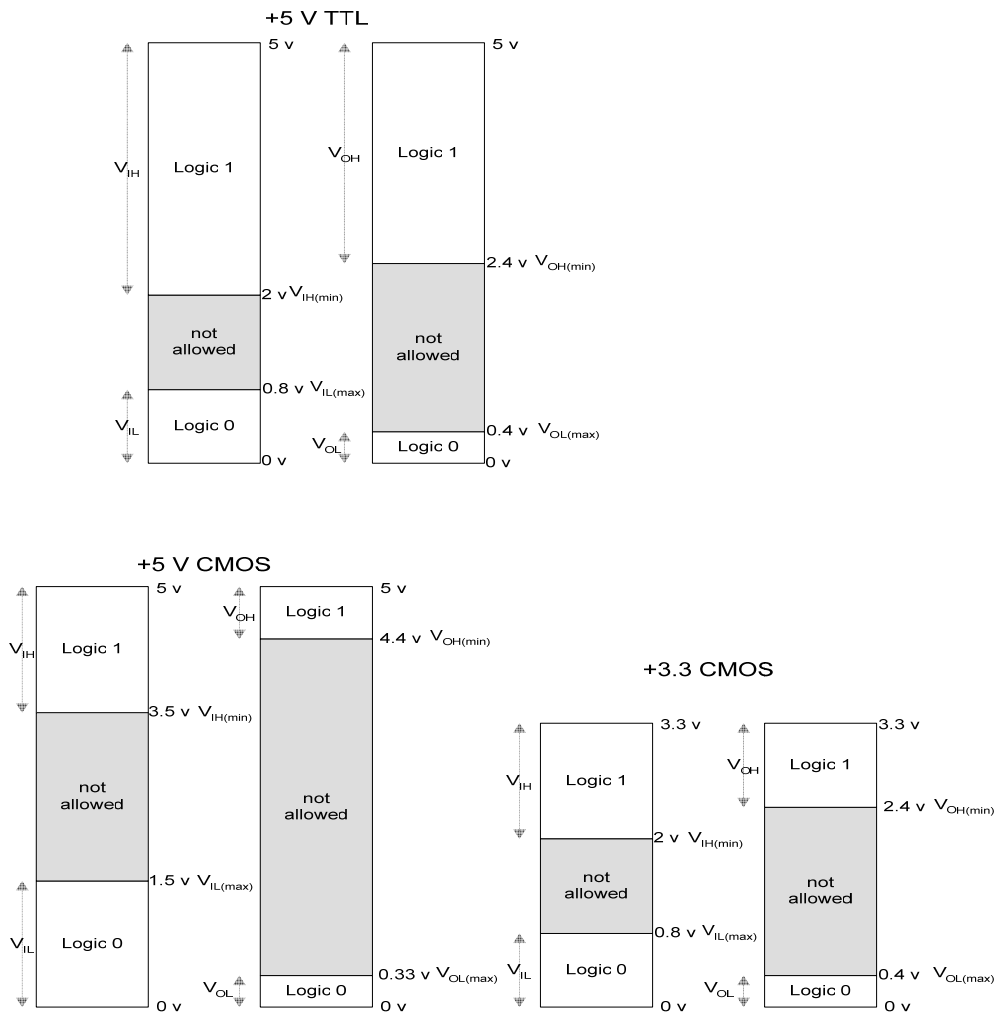 +5 V TTL
5 v
5 v
Logic 1
Logic 1
V_OH
V_IH
2.4 v V_OH(min)
2 v V_IH(min)
not
allowed
not
allowed
0.8 v V_IL(max)
V_IL
Logic 0
0.4 v V_OL(max)
V_OL
Logic 0
0 v
0 v
+5 V CMOS
5 v
5 v
V_OH
Logic 1
4.4 v V_OH(min)
V_IH
Logic 1
3.5 v V_IH(min)
not
allowed
not
allowed
1.5 v V_IL(max)
V_IL
Logic 0
0.33 v V_OL(max)
V_OL
Logic 0
0 v
0 v
+3.3 CMOS
3.3 v
3.3 v
V_IH
Logic 1
V_OH
Logic 1
2.4 v V_OH(min)
2 v V_IH(min)
not
allowed
not
allowed
0.8 v V_IL(max)
V_IL
Logic 0
0.4 v V_OL(max)
V_OL
Logic 0
0 v
0 v